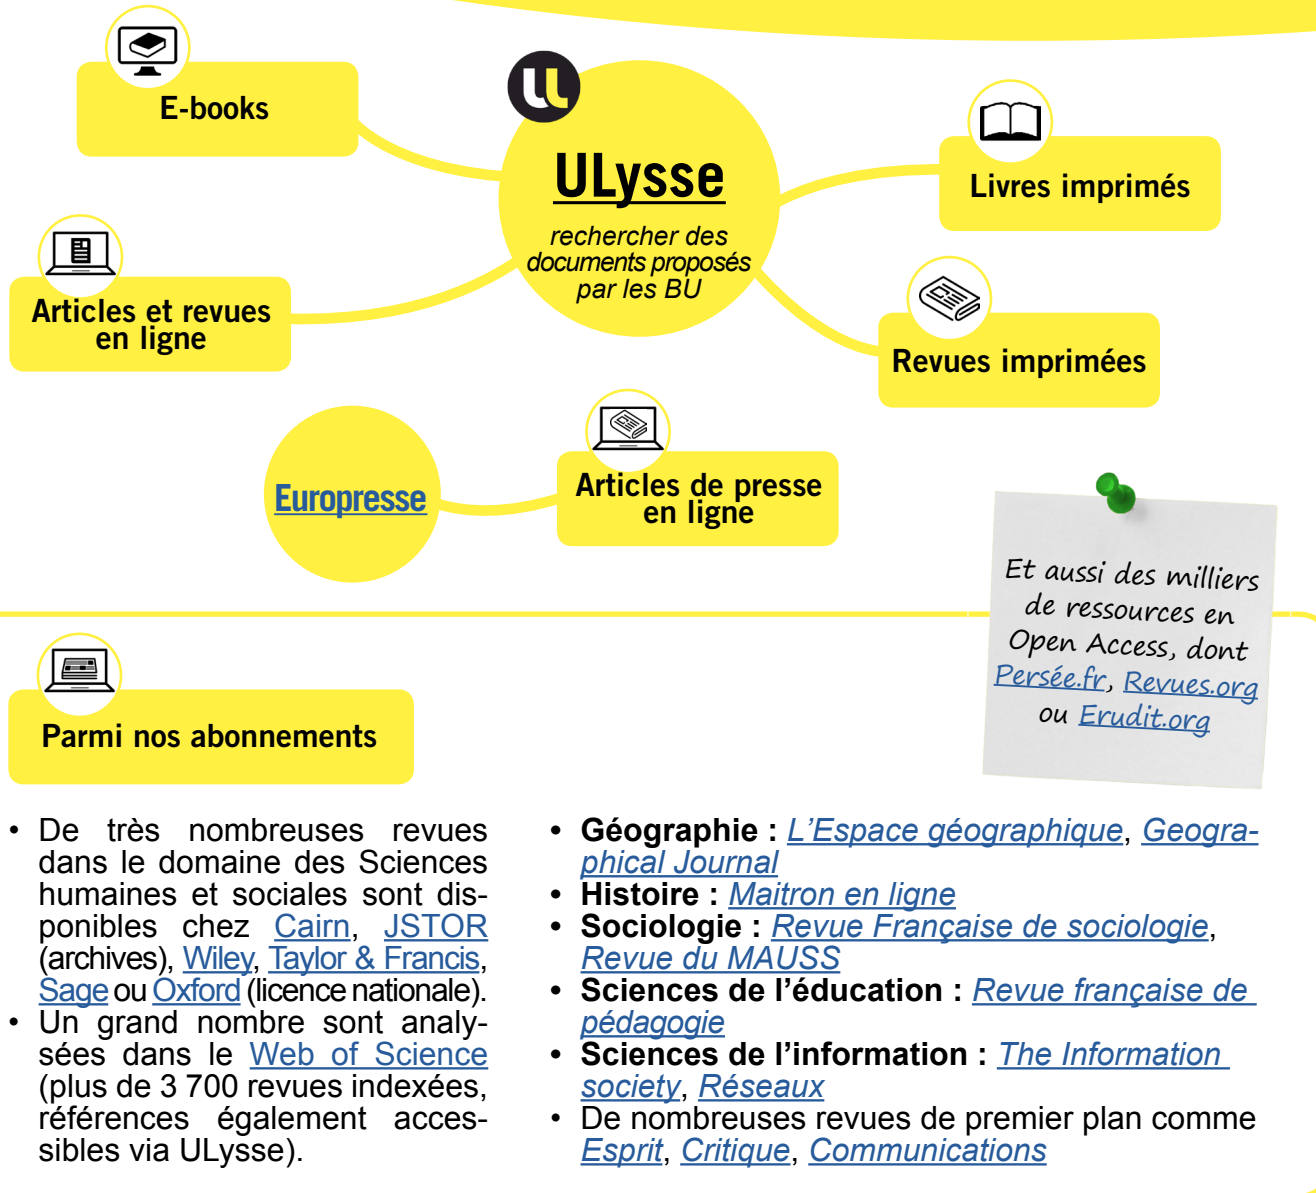 E-books
ULysse
rechercher des
documents proposés
par les BU
Livres imprimés
Articles et revues
en ligne
Revues imprimées
Europresse
Articles de presse
en ligne
Et aussi des milliers
de ressources en
Open Access, dont
Persée.fr, Revues.org
ou Erudit.org
Parmi nos abonnements
• De très nombreuses revues
dans le domaine des Sciences
humaines et sociales sont dis-
ponibles chez Cairn, JSTOR
(archives), Wiley, Taylor & Francis,
Sage ou Oxford (licence nationale).
• Un grand nombre sont analy-
sées dans le Web of Science
(plus de 3 700 revues indexées,
références également acces-
sibles via ULysse).
• Géographie : L'Espace géographique, Geogra-
phical Journal
• Histoire : Maitron en ligne
• Sociologie : Revue Française de sociologie,
Revue du MAUSS
• Sciences de l'éducation : Revue française de
pédagogie
• Sciences de l'information : The Information
society, Réseaux
• De nombreuses revues de premier plan comme
Esprit, Critique, Communications